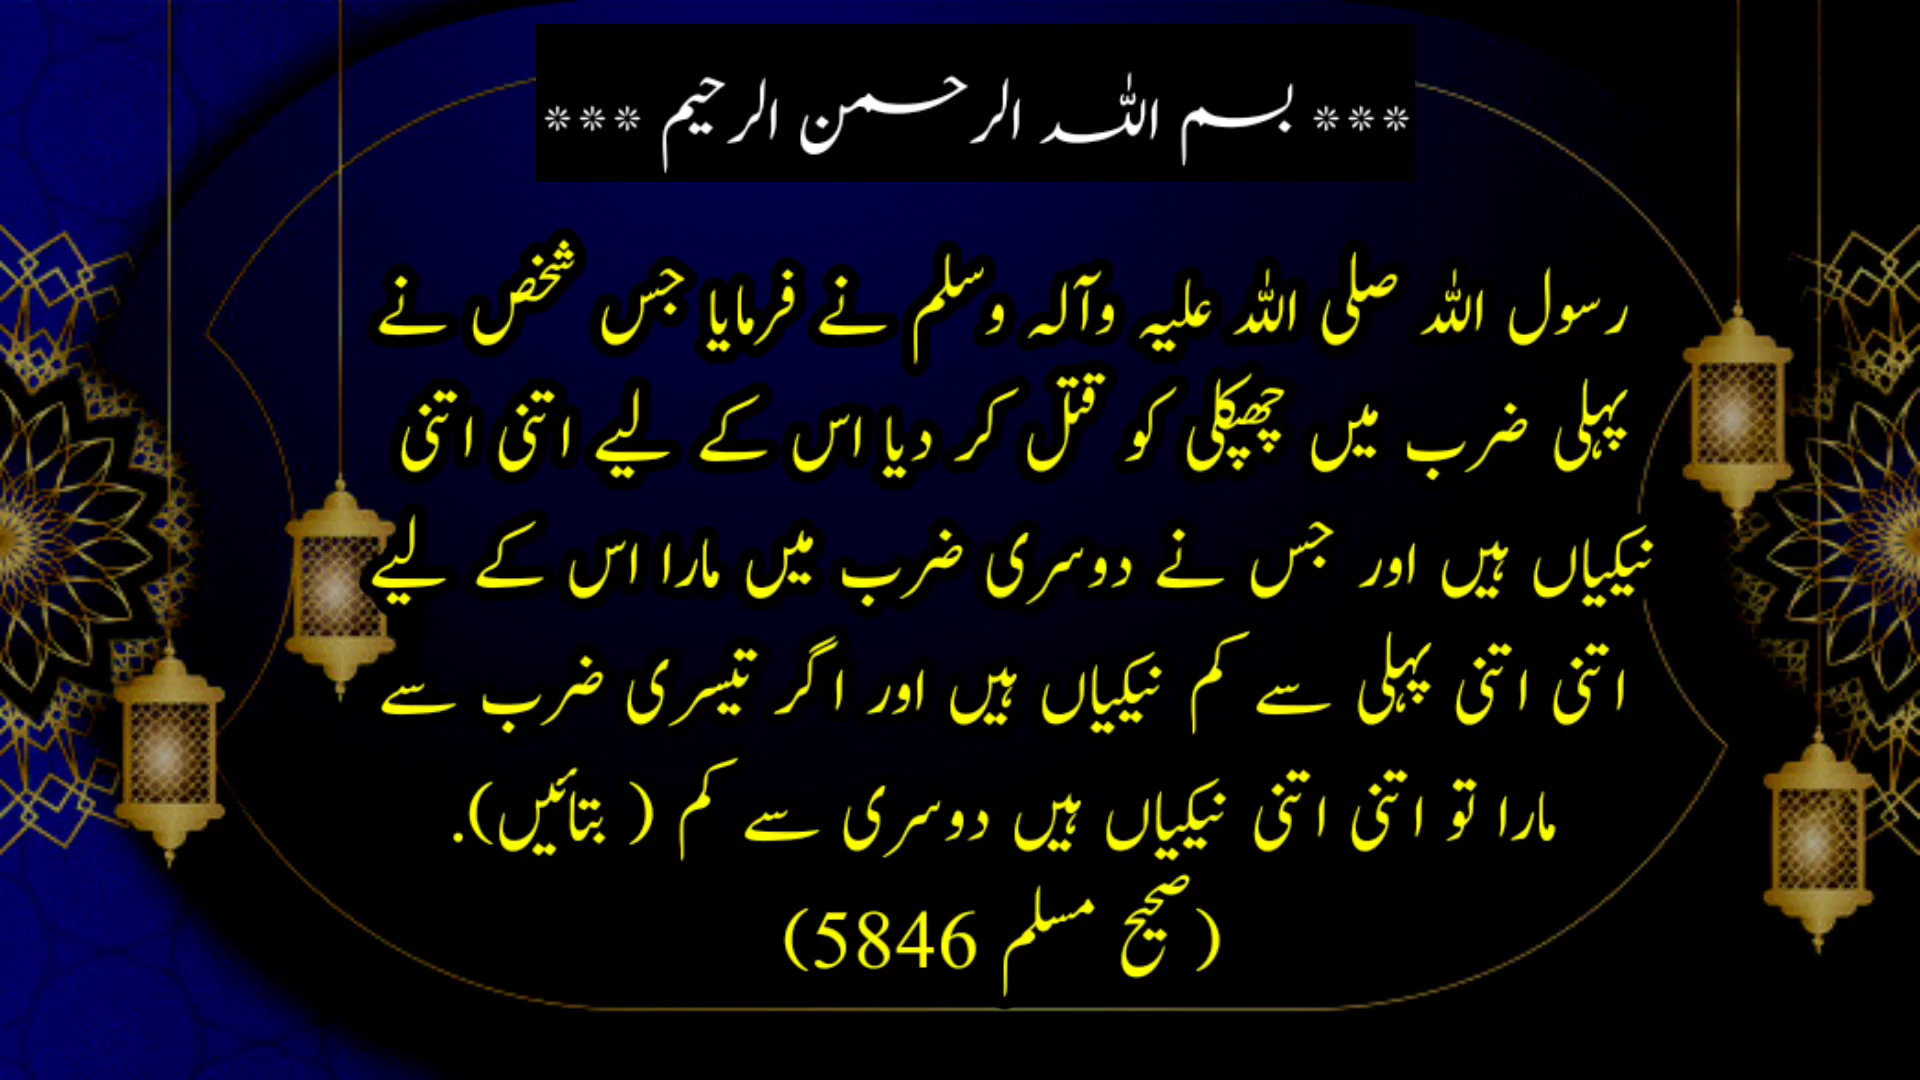 *** بسم اللہ الرحمن الرحیم ***
رسول اللہ صلی اللہ علیہ وآلہ وسلم نے فرمایا جس شخص نے
پہلی ضرب میں چھپکلی کو قتل کر دیا اس کے لیے اتنی اتنی
نیکیاں ہیں اور جس نے دوسری ضرب میں مارا اس کے لیے
اتنی اتنی پہلی سے کم نیکیاں ہیں اور اگر تیسری ضرب سے
مارا تو اتنی اتنی نیکیاں ہیں دوسری سے کم ( بتائیں).
(صحیح مسلم 5846)